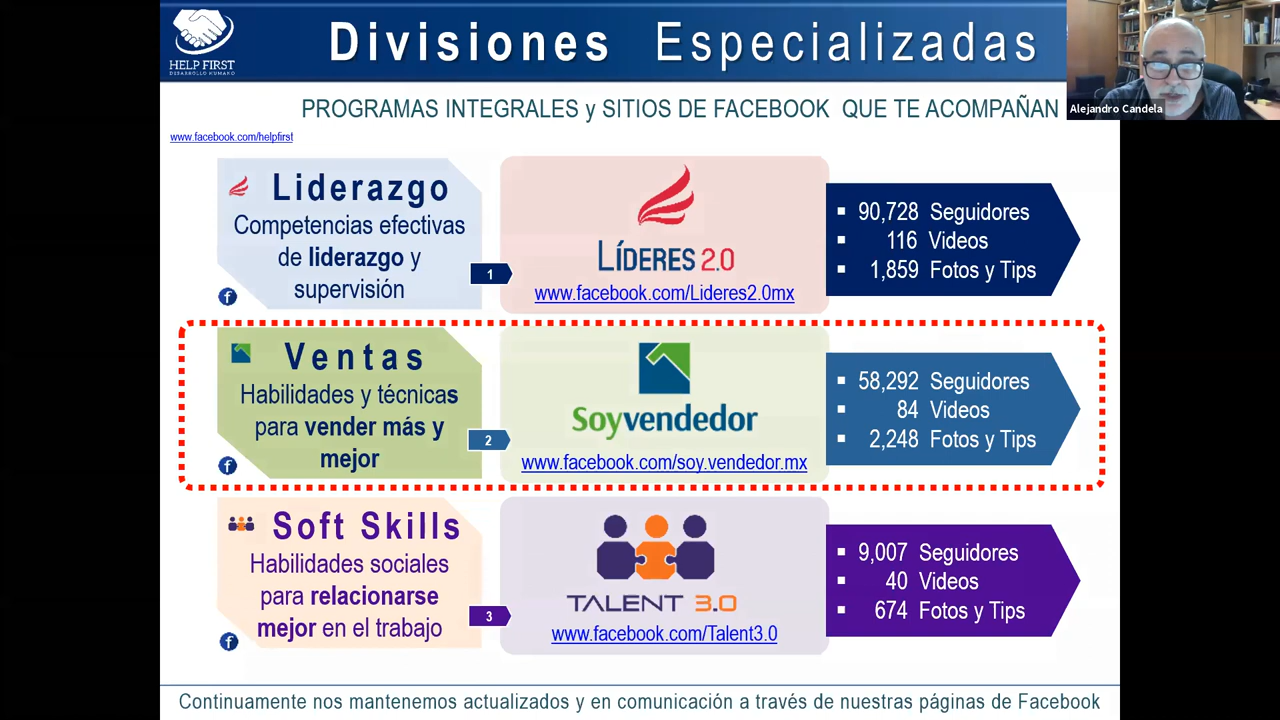 HELP FIRST
DESARROLLO HUMANO
Divisiones Especializadas
Alejandro Candela
PROGRAMAS INTEGRALES y SITIOS DE FACEBOOK QUE TE ACOMPAÑAN
www.facebook.com/helpfirst
Liderazgo
Competencias efectivas
de liderazgo y
supervisión
1
LÍDERES 2.0
www.facebook.com/Lideres2.0mx
90,728 Seguidores
116 Videos
1,859 Fotos y Tips
Ventas
Habilidades y técnicas
para vender más y
mejor
2
Soyvendedor
www.facebook.com/soy.vendedor.mx
58,292 Seguidores
84 Videos
2,248 Fotos y Tips
Soft Skills
Habilidades sociales
para relacionarse
mejor en el trabajo
3
TALENT 3.0
www.facebook.com/Talent3.0
9,007 Seguidores
40 Videos
674 Fotos y Tips
Continuamente nos mantenemos actualizados y en comunicación a través de nuestras páginas de Facebook